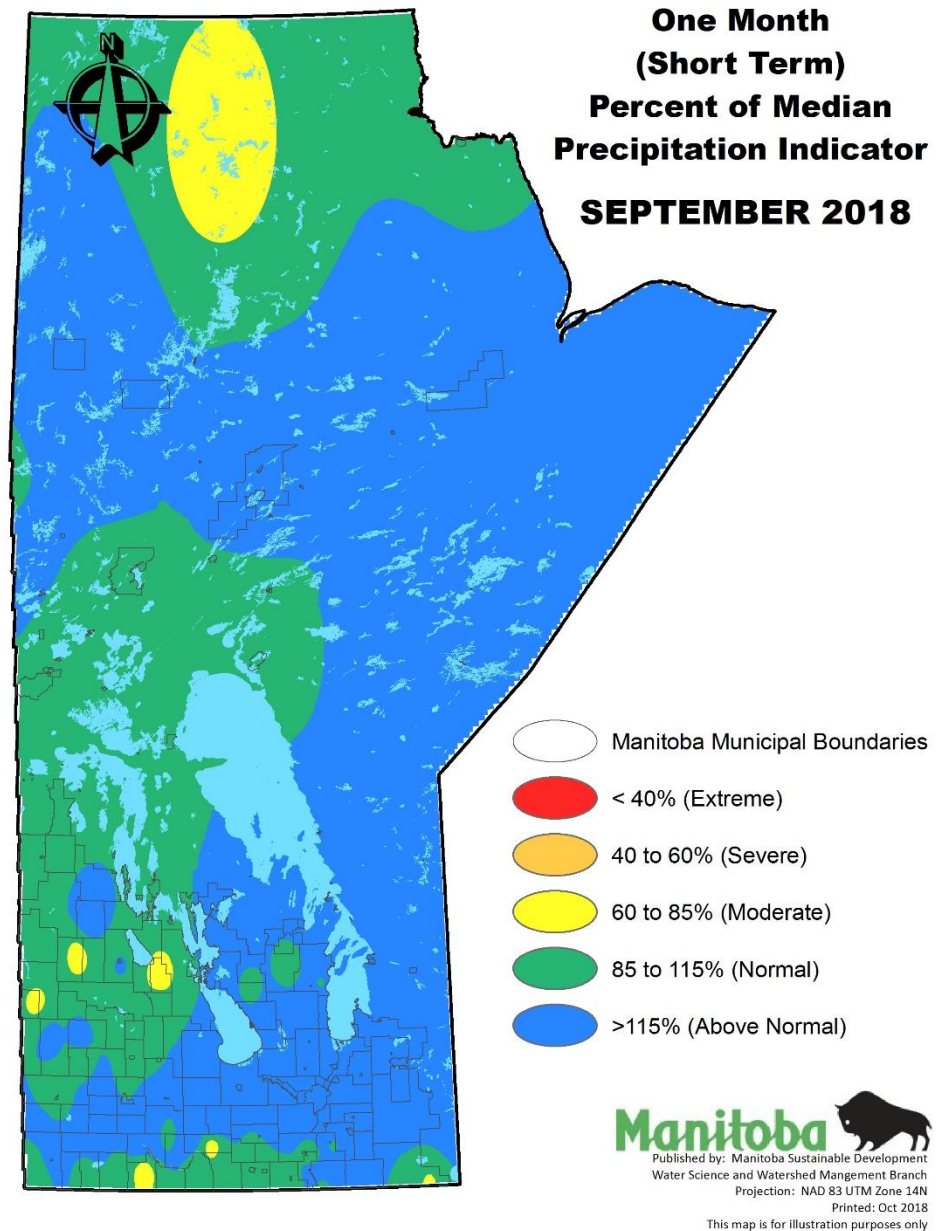 One Month
(Short Term)
Percent of Median
Precipitation Indicator
SEPTEMBER 2018
N
Manitoba Municipal Boundaries
< 40% (Extreme)
40 to 60% (Severe)
60 to 85% (Moderate)
85 to 115% (Normal)
>115% (Above Normal)
Manitoba
Published by: Manitoba Sustainable Development
Water Science and Watershed Mangement Branch
Projection: NAD 83 UTM Zone 14N
Printed: Oct 2018
This map is for illustration purposes only